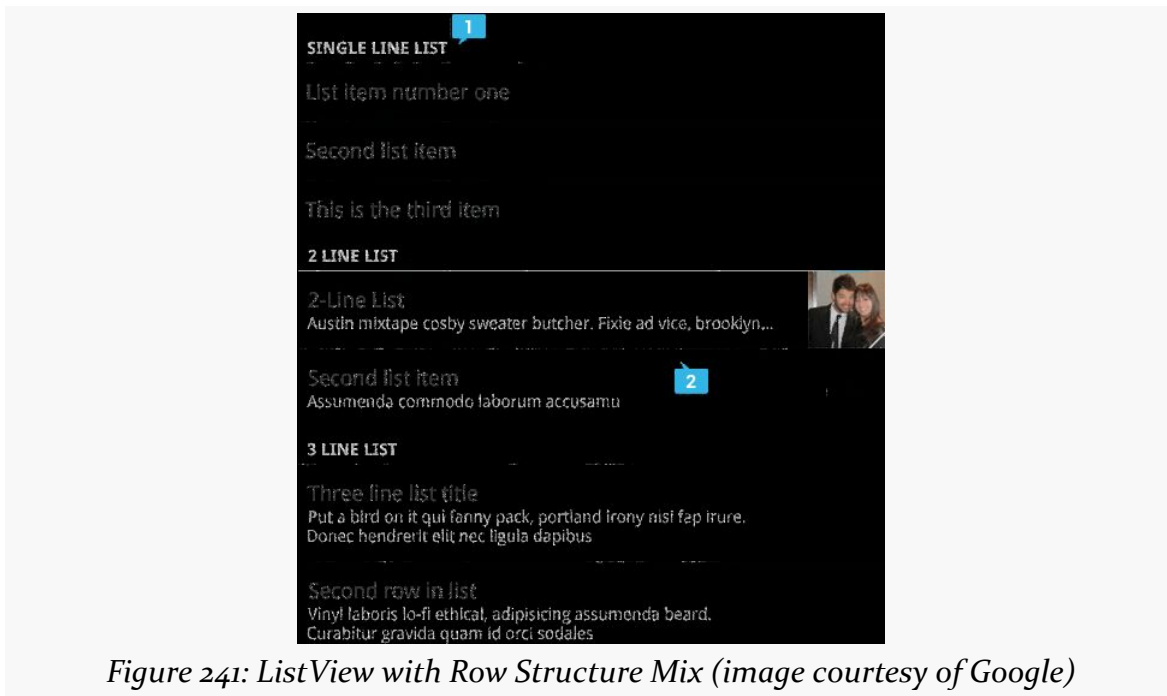 1
SINGLE LINE LIST
List item number one
Second list item
This is the third item
2 LINE LIST
2-Line List
Austin mixtape cosby sweater butcher. Fixie ad vice, brooklyn,..
Second list item
2
Assumenda commodo laborum accusamu
3 LINE LIST
Three line list title
Put a bird on it qui fanny pack, portland irony nisi fap irure.
Donec hendrerit elit nec ligula dapibus
Second row in list
Vinyl laboris lo-fi ethical, adipisicing assumenda beard.
Curabitur gravida quam id orci sodales
Figure 241: ListView with Row Structure Mix (image courtesy of Google)